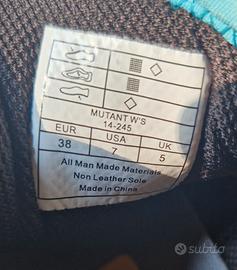 MUTANT W'S
14-245
EUR USA UK
38 7 5
All Man Made Materials
Non Leather Sole
Made in China
subito